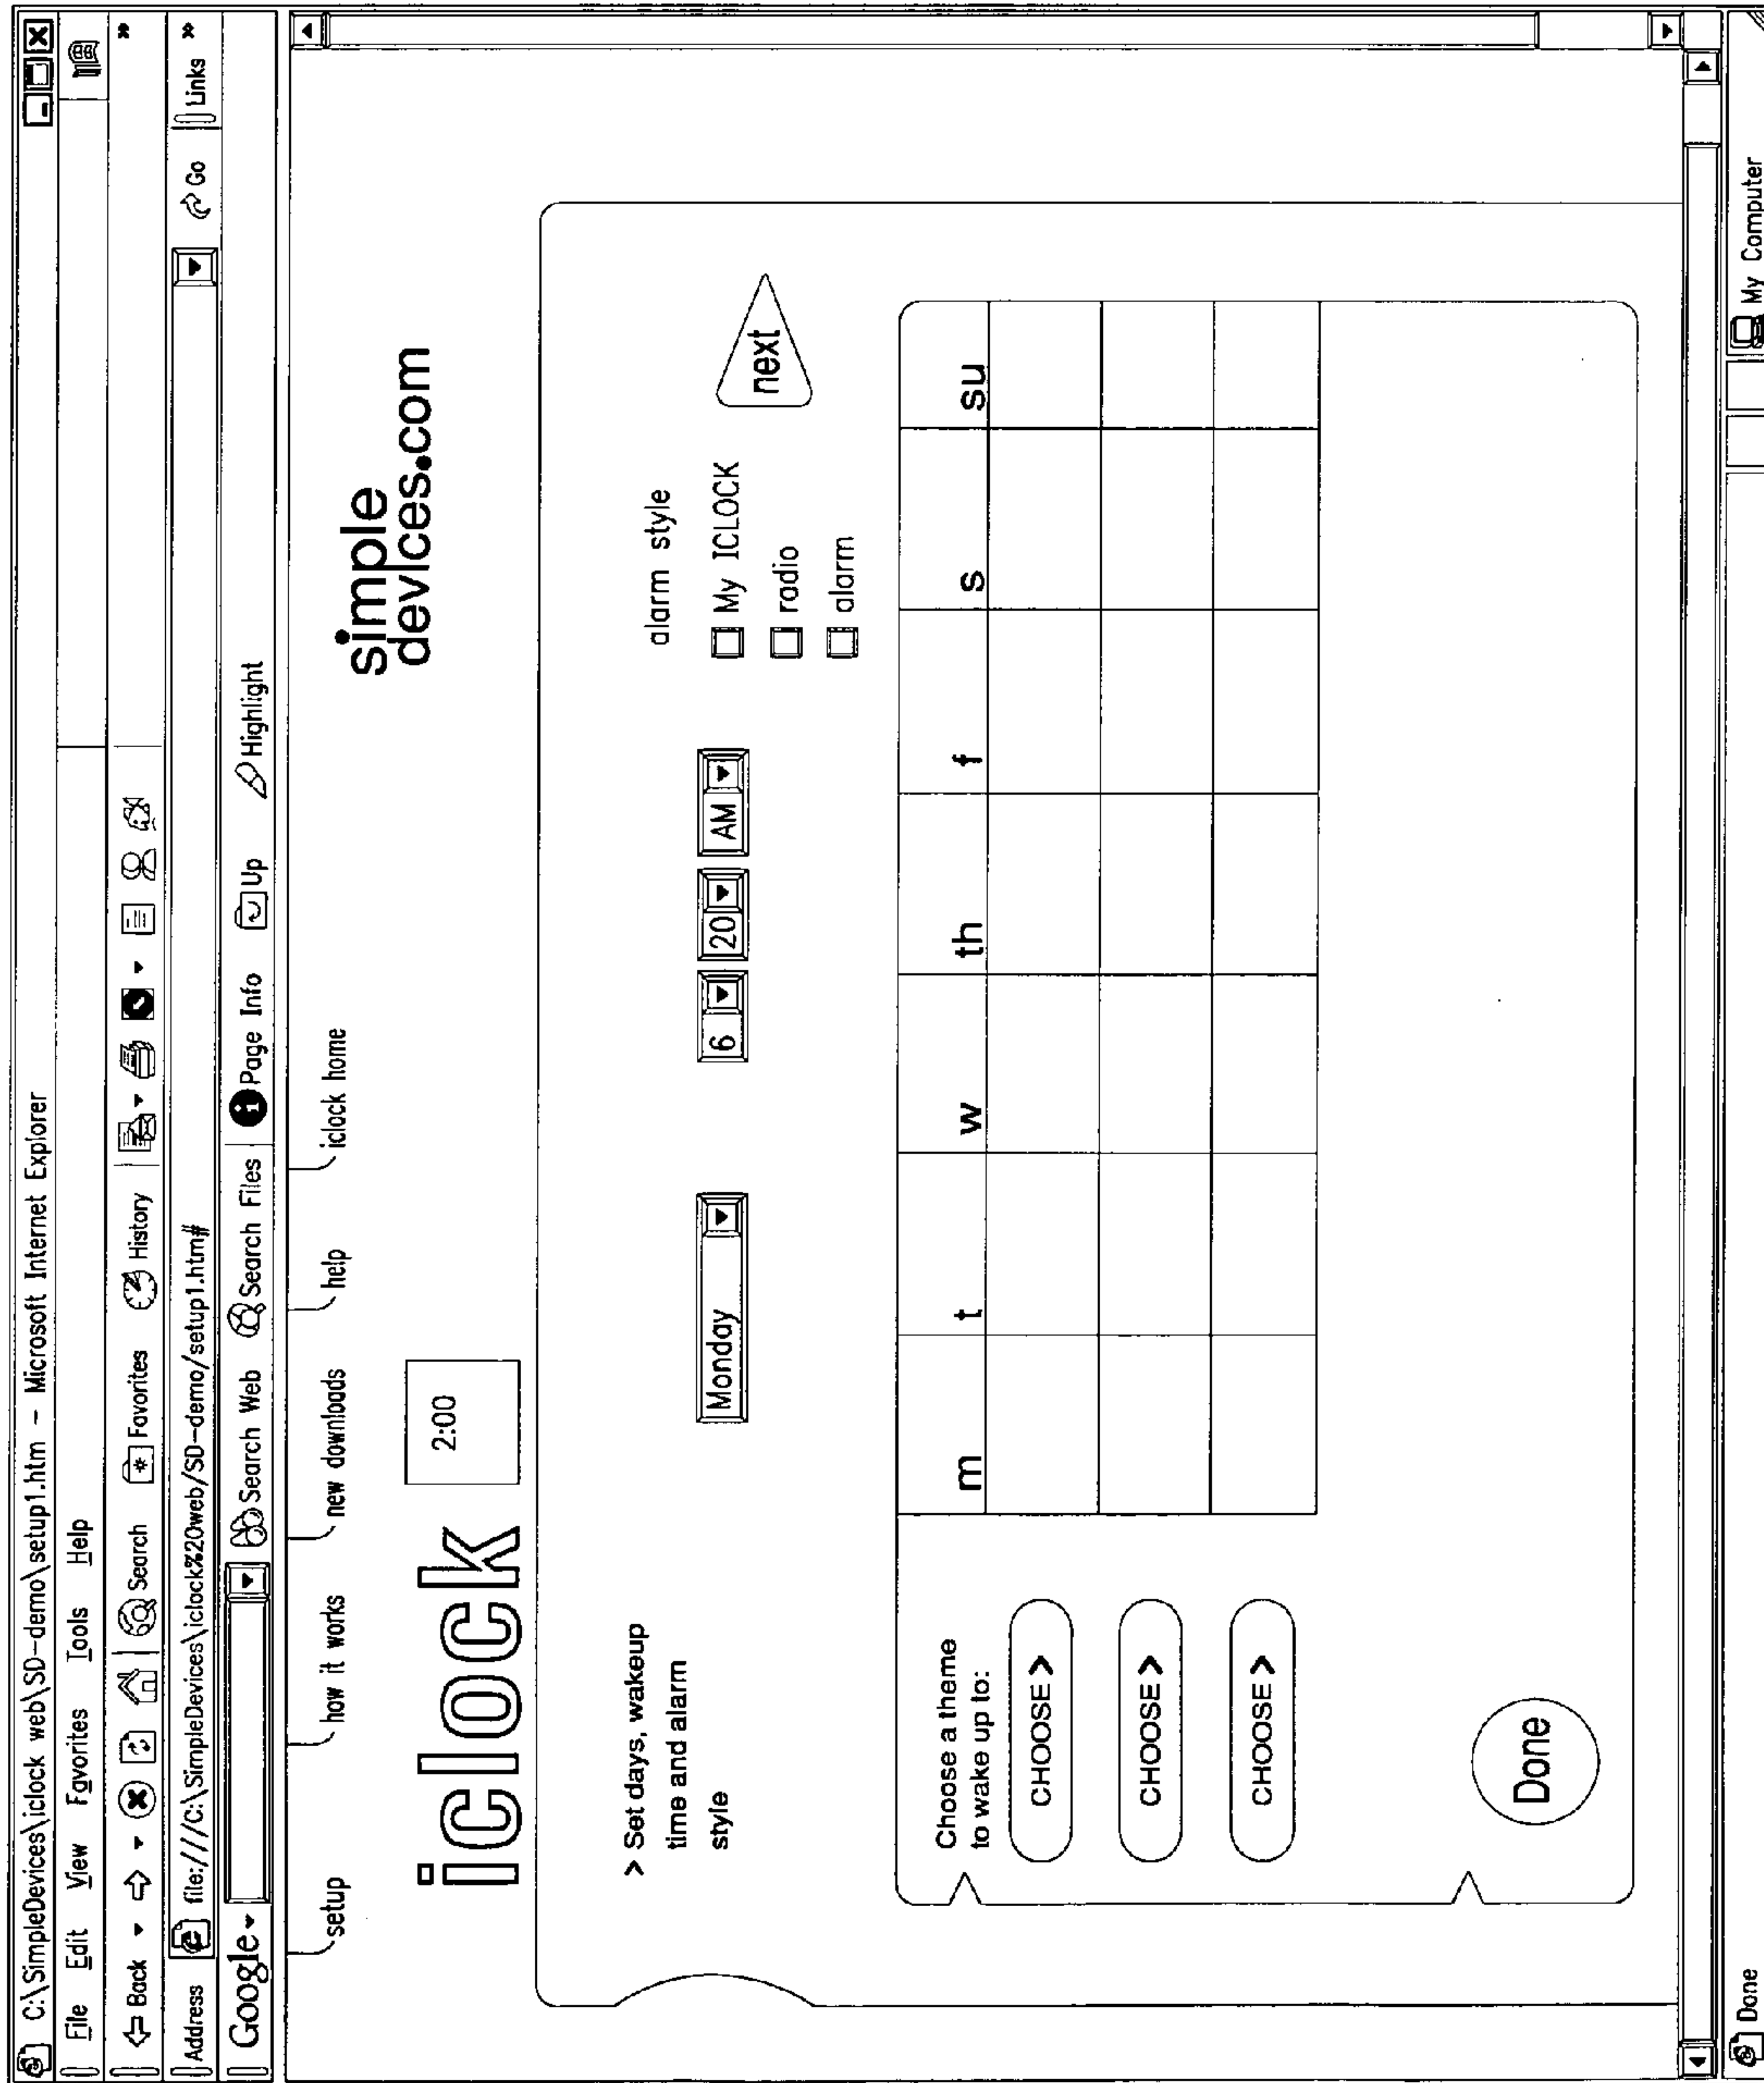 C:\SimpleDevices\iclock web\SD-demo\setup1.htm - Microsoft Internet Explorer
File Edit View Favorites Tools Help
Back Search Favorites History
Address file:///C:\SimpleDevices\iclock%20web/SD-demo/setup1.htm# Go Links
Google Search Web Search Files Page Info Up Highlight
setup how it works new downloads help iclock home
simple
devices.com
iclock 2:00
> Set days, wakeup
time and alarm
style
Monday 6 20 AM
alarm style
My ICLOCK
radio
alarm
next
Choose a theme
to wake up to:
m t w th f s su
CHOOSE >
CHOOSE >
CHOOSE >
Done
Done My Computer